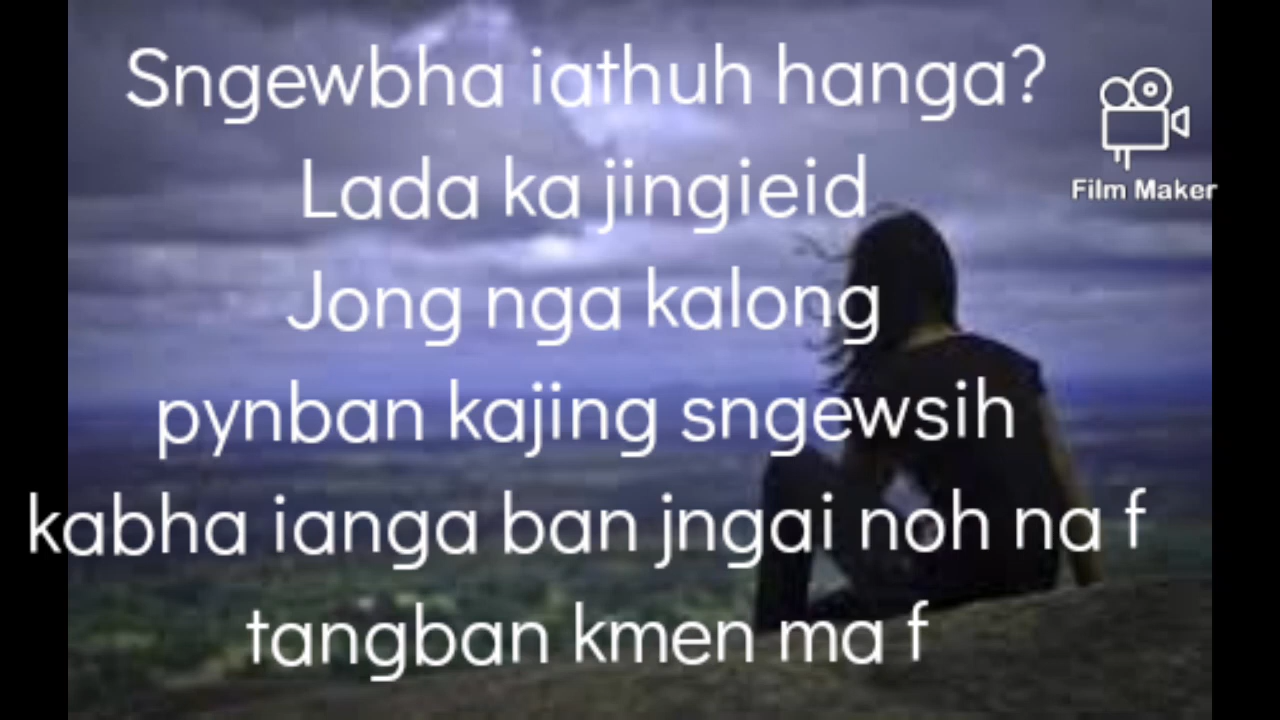 Sngewbha iathuh hanga?
Lada ka jingieid
Jong nga kalong
pynban kajing sngewsih
kabha ianga ban jngai noh na f
tangban kmen ma f
Film Maker